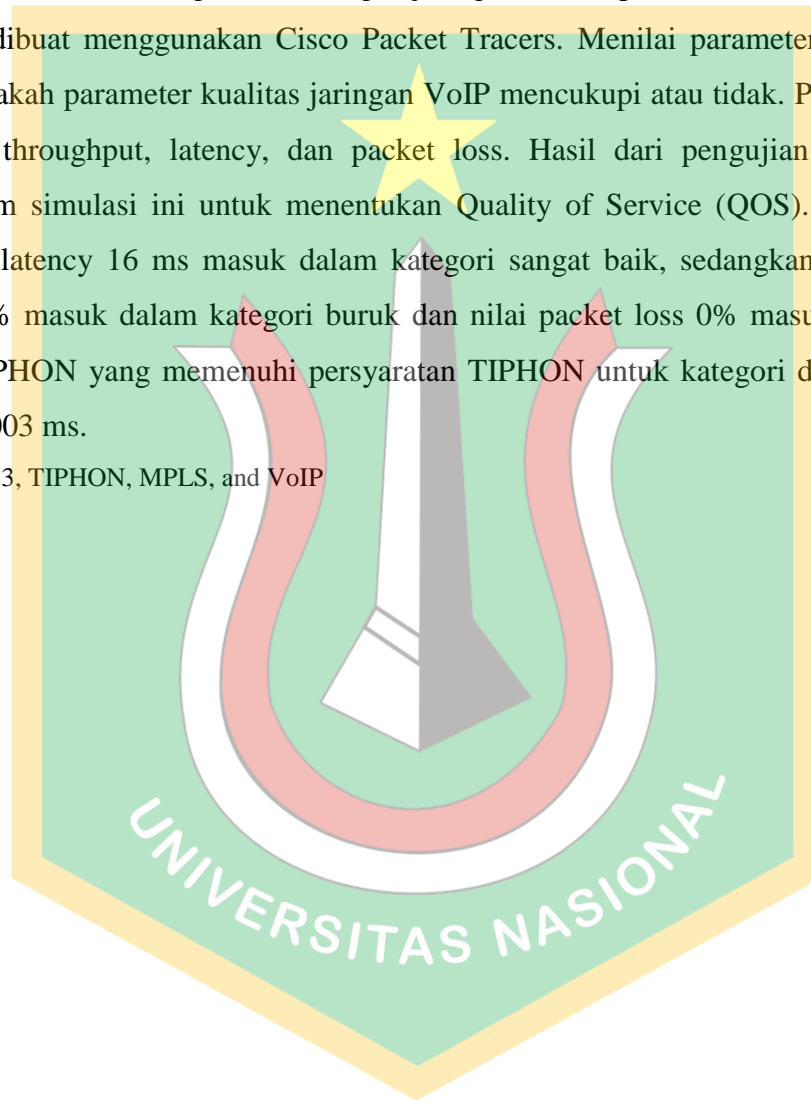 dibuat menggunakan Cisco Packet Tracers. Menilai parameter
akah parameter kualitas jaringan VoIP mencukupi atau tidak. P
throughput, latency, dan packet loss. Hasil dari pengujian
m simulasi ini untuk menentukan Quality of Service (QOS).
latency 16 ms masuk dalam kategori sangat baik, sedangkan
% masuk dalam kategori buruk dan nilai packet loss 0% masu
PHON yang memenuhi persyaratan TIPHON untuk kategori d
003 ms.
3, TIPHON, MPLS, and VoIP
UNIVERSITAS NASIONAL